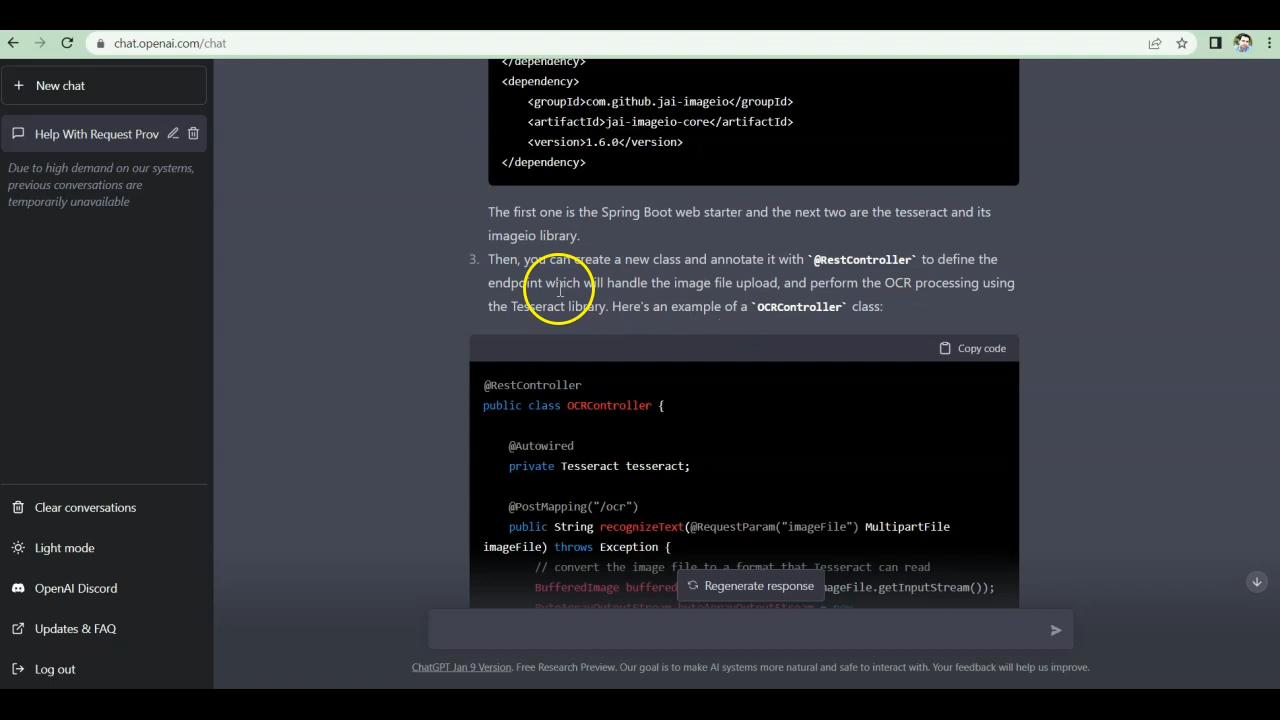 chat.openai.com/chat
New chat
Help With Request Prov
Due to high demand on our systems,
previous conversations are
temporarily unavailable
Clear conversations
Light mode
OpenAI Discord
Updates & FAQ
Log out
</dependency>
<dependency>
<groupId>com.github.jai-imageio</groupId>
<artifactId>jai-imageio-core</artifactId>
<version>1.6.0</version>
</dependency>
The first one is the Spring Boot web starter and the next two are the tesseract and its
imageio library.
3. Then, you can create a new class and annotate it with `@RestController` to define the
endpoint which will handle the image file upload, and perform the OCR processing using
the Tesseract library. Here's an example of a `OCRController` class:
Copy code
@RestController
public class OCRController {
@Autowired
private Tesseract tesseract;
@PostMapping("/ocr")
public String recognizeText(@RequestParam("imageFile") MultipartFile
imageFile) throws Exception {
// convert the image file to a format that Tesseract can read
BufferedImage buffered ageFile.getInputStream());
ByteArrayOutputStream byteArrayOutputStream = new
Regenerate response
ChatGPT Jan 9 Version. Free Research Preview. Our goal is to make AI systems more natural and safe to interact with. Your feedback will help us improve.